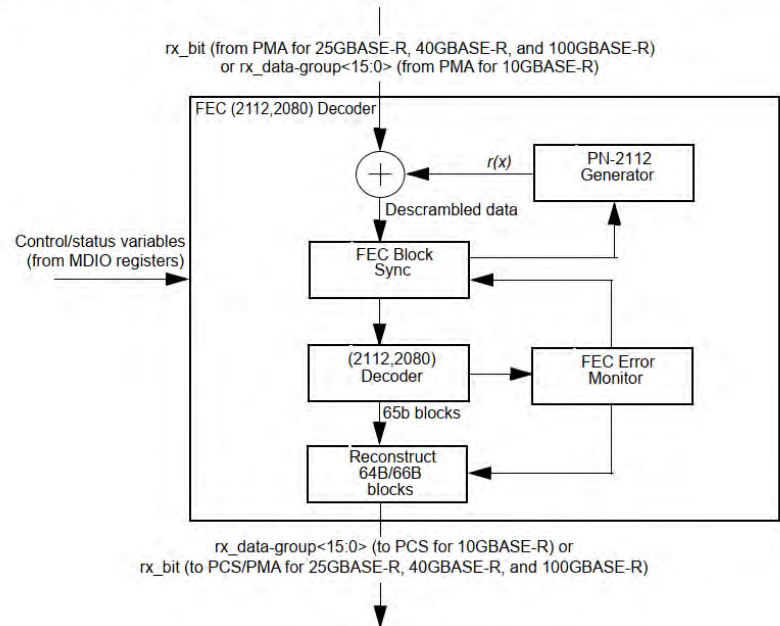 rx_bit (from PMA for 25GBASE-R, 40GBASE-R, and 100GBASE-R)
or rx_data-group<15:0> (from PMA for 10GBASE-R)
FEC (2112,2080) Decoder
r(x)
PN-2112
Generator
Descrambled data
Control/status variables
(from MDIO registers)
FEC Block
Sync
(2112,2080)
Decoder
FEC Error
Monitor
65b blocks
Reconstruct
64B/66B
blocks
rx_data-group<15:0> (to PCS for 10GBASE-R) or
rx_bit (to PCS/PMA for 25GBASE-R, 40GBASE-R, and 100GBASE-R)